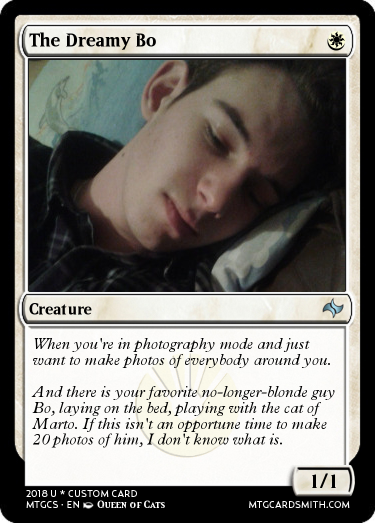 The Dreamy Bo
Creature
When you're in photography mode and just
want to make photos of everybody around you.
And there is your favorite no-longer-blonde guy
Bo, laying on the bed, playing with the cat of
Marto. If this isn't an opportune time to make
20 photos of him, I don't know what is.
1/1
2018 U * CUSTOM CARD
MTGCS • EN QUEEN OF CATS
MTGCARDSMITH.COM